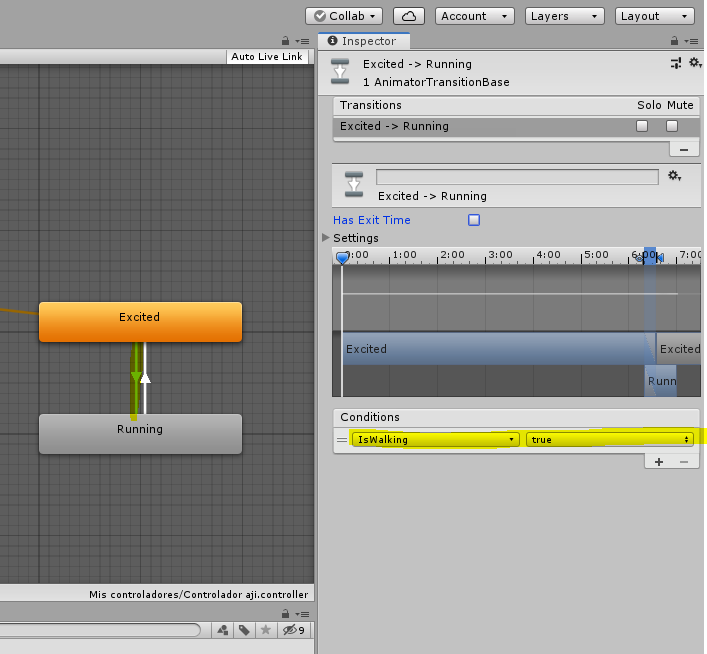 Collab
Account
Layers
Layout
Inspector
Auto Live Link
Excited -> Running
1 AnimatorTransitionBase
Transitions
Solo Mute
Excited -> Running
Excited -> Running
Has Exit Time
Settings
0:00 1:00 2:00 3:00 4:00 5:00 6:00 7:00
Excited
Running
Excited
Excited
Runn
Conditions
IsWalking
true
Mis controladores/Controlador aji.controller
9